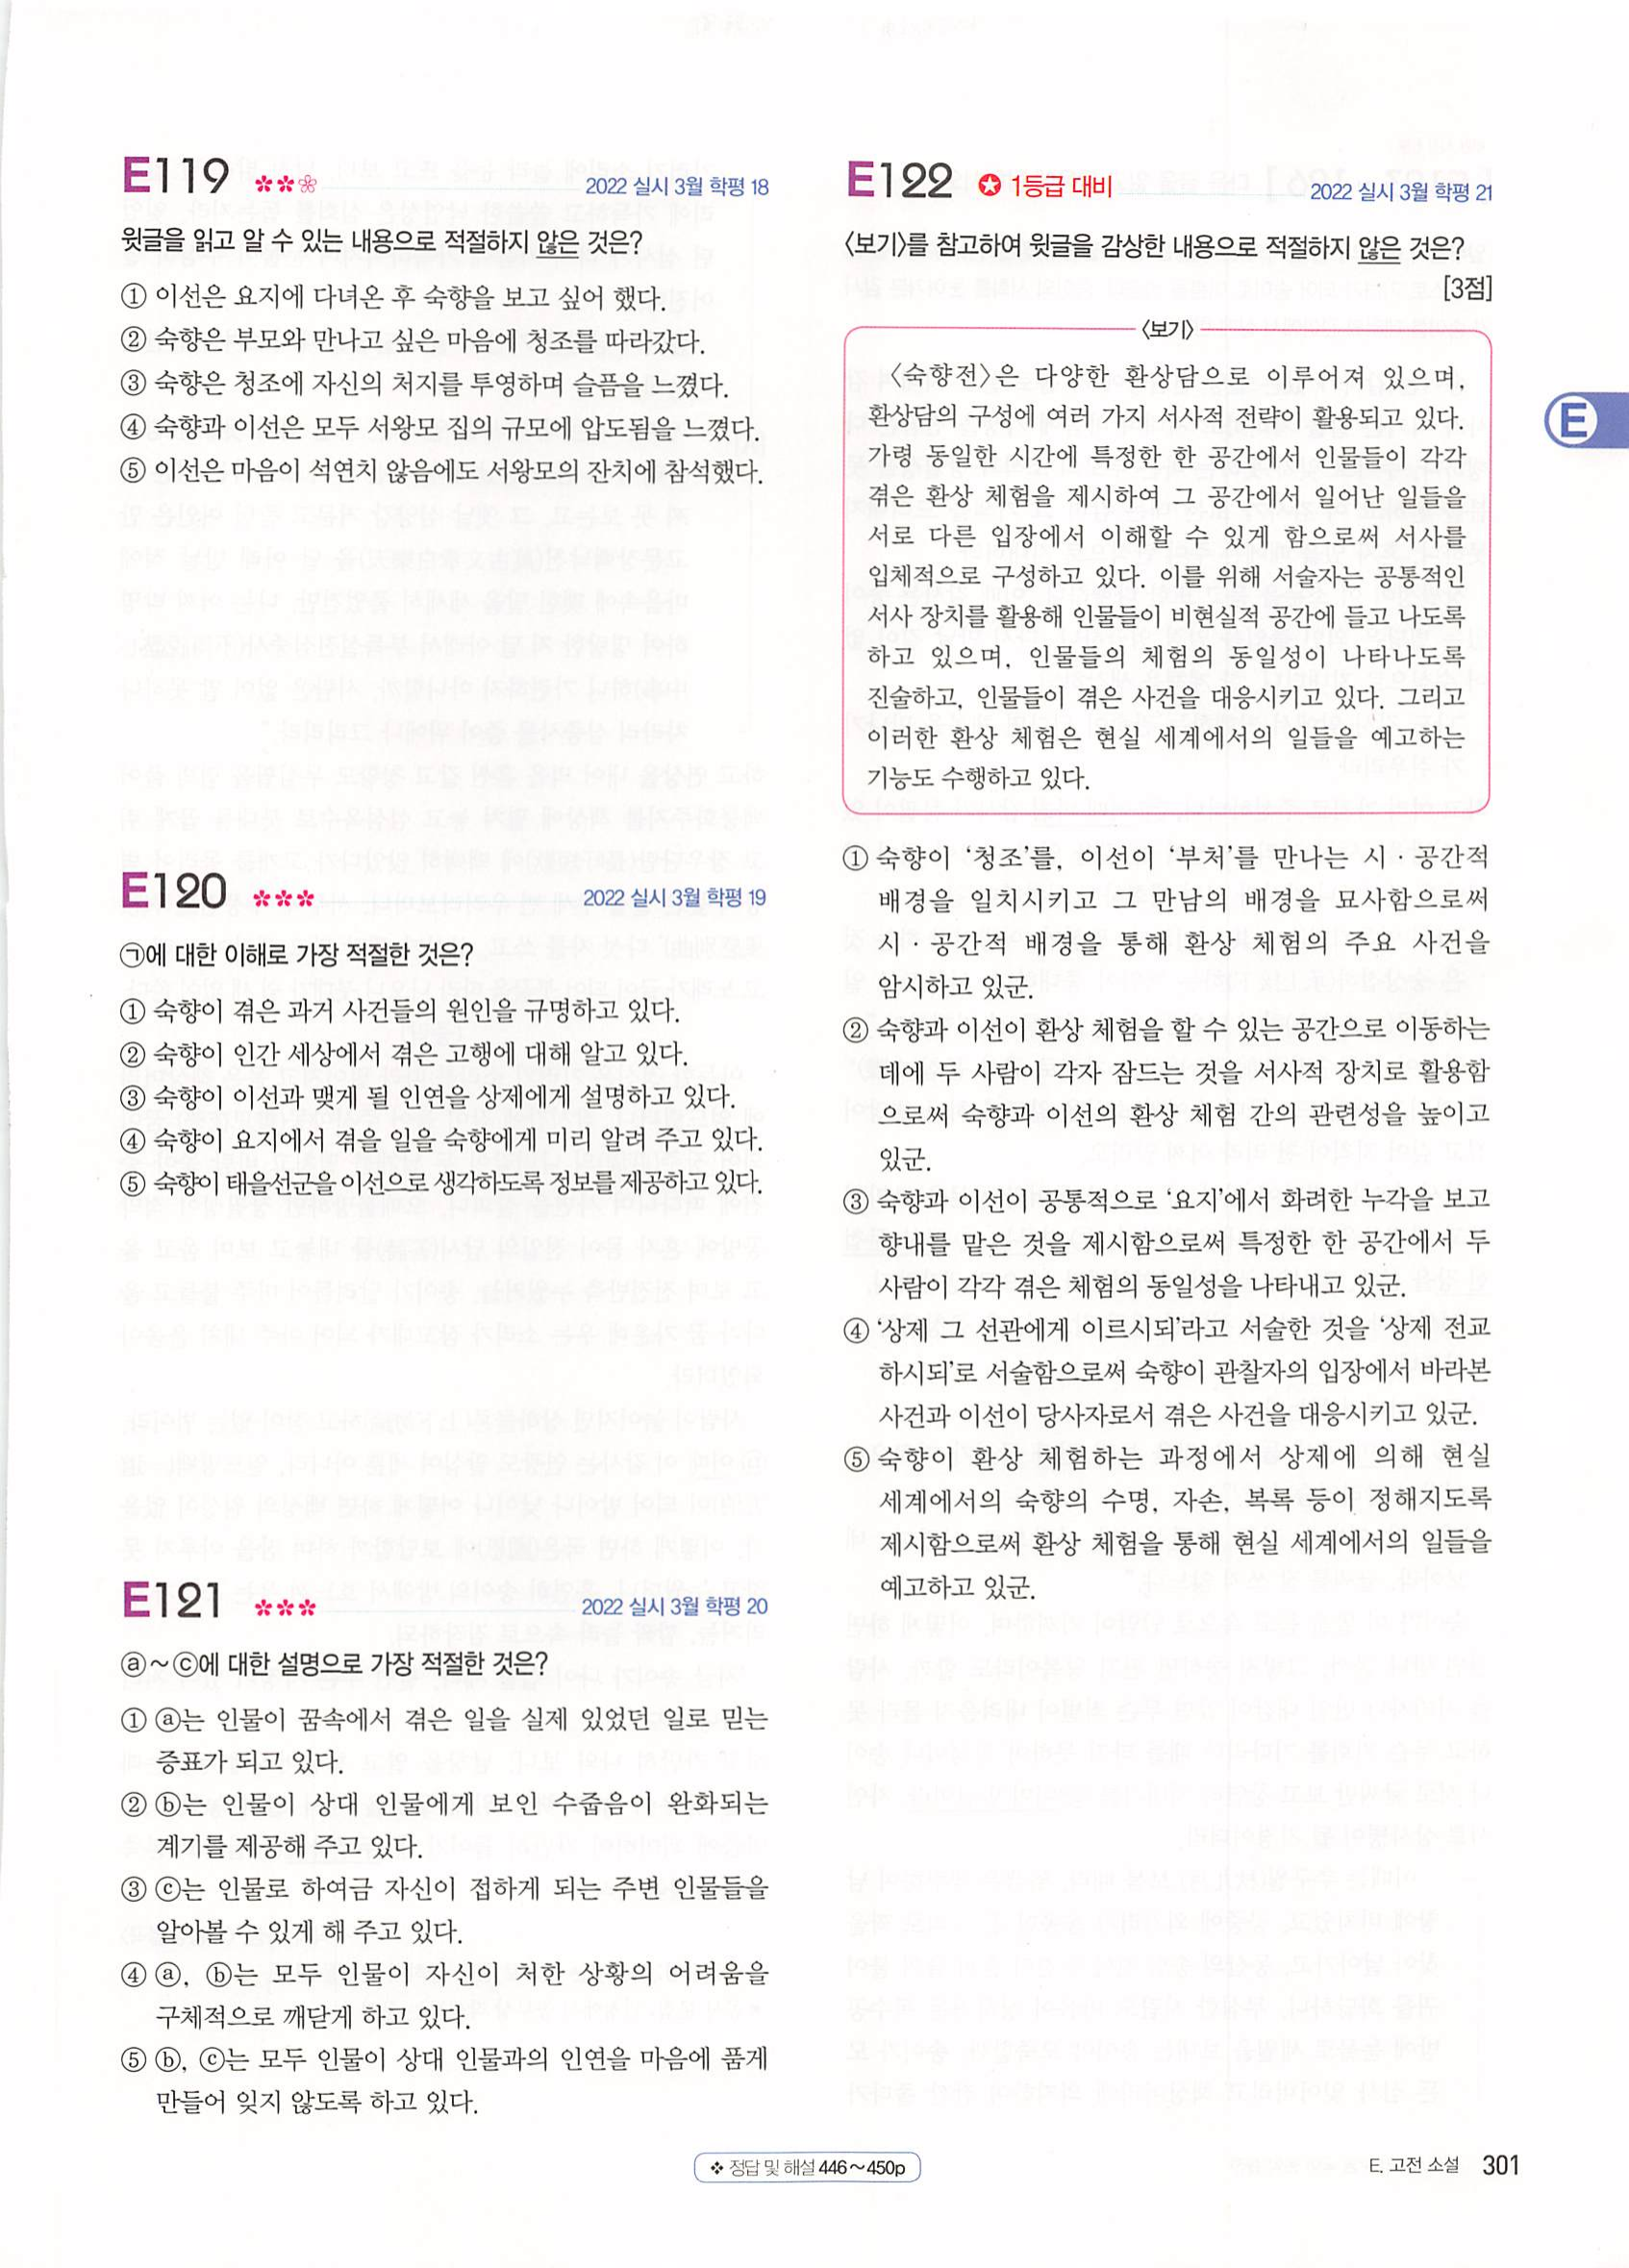 E119
2022 실시 3월 학평 18
윗글을 읽고 알 수 있는 내용으로 적절하지 않은 것은?
① 이선은 요지에 다녀온 후 숙향을 보고 싶어 했다.
② 숙향은 부모와 만나고 싶은 마음에 청조를 따라갔다.
③ 숙향은 청조에 자신의 처지를 투영하며 슬픔을 느꼈다.
④ 숙향과 이선은 모두 서왕모 집의 규모에 압도됨을 느꼈다.
⑤ 이선은 마음이 석연치 않음에도 서왕모의 잔치에 참석했다.
E120
2022 실시 3월 학평 19
㉠에 대한 이해로 가장 적절한 것은?
① 숙향이 겪은 과거 사건들의 원인을 규명하고 있다.
② 숙향이 인간 세상에서 겪은 고행에 대해 알고 있다.
③ 숙향이 이선과 맺게 될 인연을 상제에게 설명하고 있다.
④ 숙향이 요지에서 겪을 일을 숙향에게 미리 알려 주고 있다.
⑤ 숙향이 태을선군을 이선으로 생각하도록 정보를 제공하고 있다.
E121
2022 실시 3월 학평 20
ⓐ~ⓒ에 대한 설명으로 가장 적절한 것은?
① ⓐ는 인물이 꿈속에서 겪은 일을 실제 있었던 일로 믿는
증표가 되고 있다.
② ⓑ는 인물이 상대 인물에게 보인 수줍음이 완화되는
계기를 제공해 주고 있다.
③ ⓒ는 인물로 하여금 자신이 접하게 되는 주변 인물들을
알아볼 수 있게 해 주고 있다.
④ ⓐ, ⓑ는 모두 인물이 자신이 처한 상황의 어려움을
구체적으로 깨닫게 하고 있다.
⑤ ⓑ, ⓒ는 모두 인물이 상대 인물과의 인연을 마음에 품게
만들어 잊지 않도록 하고 있다.
E122
1등급 대비
2022 실시 3월 학평 21
〈보기〉를 참고하여 윗글을 감상한 내용으로 적절하지 않은 것은?
[3점]
〈보기〉
〈숙향전〉은 다양한 환상담으로 이루어져 있으며,
환상담의 구성에 여러 가지 서사적 전략이 활용되고 있다.
가령 동일한 시간에 특정한 한 공간에서 인물들이 각각
겪은 환상 체험을 제시하여 그 공간에서 일어난 일들을
서로 다른 입장에서 이해할 수 있게 함으로써 서사를
입체적으로 구성하고 있다. 이를 위해 서술자는 공통적인
서사 장치를 활용해 인물들이 비현실적 공간에 들고 나도록
하고 있으며, 인물들의 체험의 동일성이 나타나도록
진술하고, 인물들이 겪은 사건을 대응시키고 있다. 그리고
이러한 환상 체험은 현실 세계에서의 일들을 예고하는
기능도 수행하고 있다.
① 숙향이 ‘청조’를, 이선이 ‘부처’를 만나는 시·공간적
배경을 일치시키고 그 만남의 배경을 묘사함으로써
시·공간적 배경을 통해 환상 체험의 주요 사건을
암시하고 있군.
② 숙향과 이선이 환상 체험을 할 수 있는 공간으로 이동하는
데에 두 사람이 각자 잠드는 것을 서사적 장치로 활용함
으로써 숙향과 이선의 환상 체험 간의 관련성을 높이고
있군.
③ 숙향과 이선이 공통적으로 ‘요지’에서 화려한 누각을 보고
향내를 맡은 것을 제시함으로써 특정한 한 공간에서 두
사람이 각각 겪은 체험의 동일성을 나타내고 있군.
④ ‘상제 그 선관에게 이르시되’라고 서술한 것을 ‘상제 전교
하시되’로 서술함으로써 숙향이 관찰자의 입장에서 바라본
사건과 이선이 당사자로서 겪은 사건을 대응시키고 있군.
⑤ 숙향이 환상 체험하는 과정에서 상제에 의해 현실
세계에서의 숙향의 수명, 자손, 복록 등이 정해지도록
제시함으로써 환상 체험을 통해 현실 세계에서의 일들을
예고하고 있군.
E
❖ 정답 및 해설 446~450p
E. 고전 소설 301